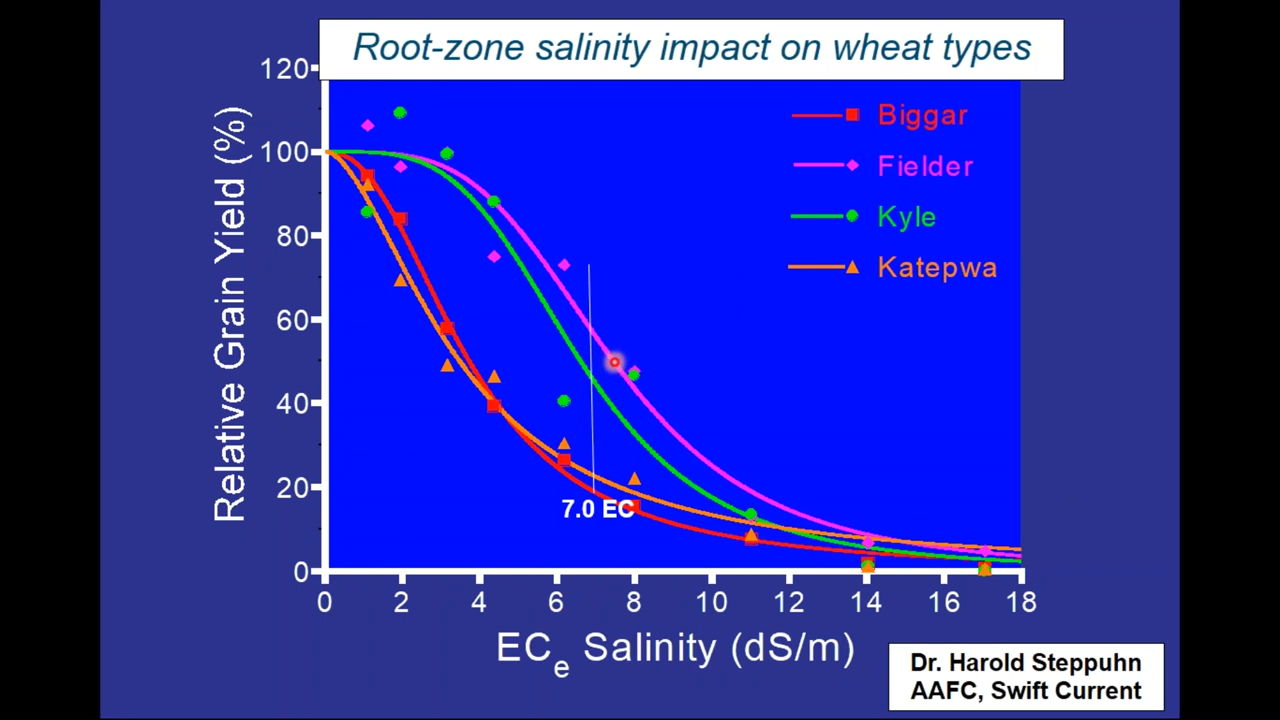 Root-zone salinity impact on wheat types
120
100
80
60
40
20
0
Relative Grain Yield (%)
Biggar
Fielder
Kyle
Katepwa
7.0 EC
0 2 4 6 8 10 12 14 16 18
ECe Salinity (dS/m)
Dr. Harold Steppuhn
AAFC, Swift Current